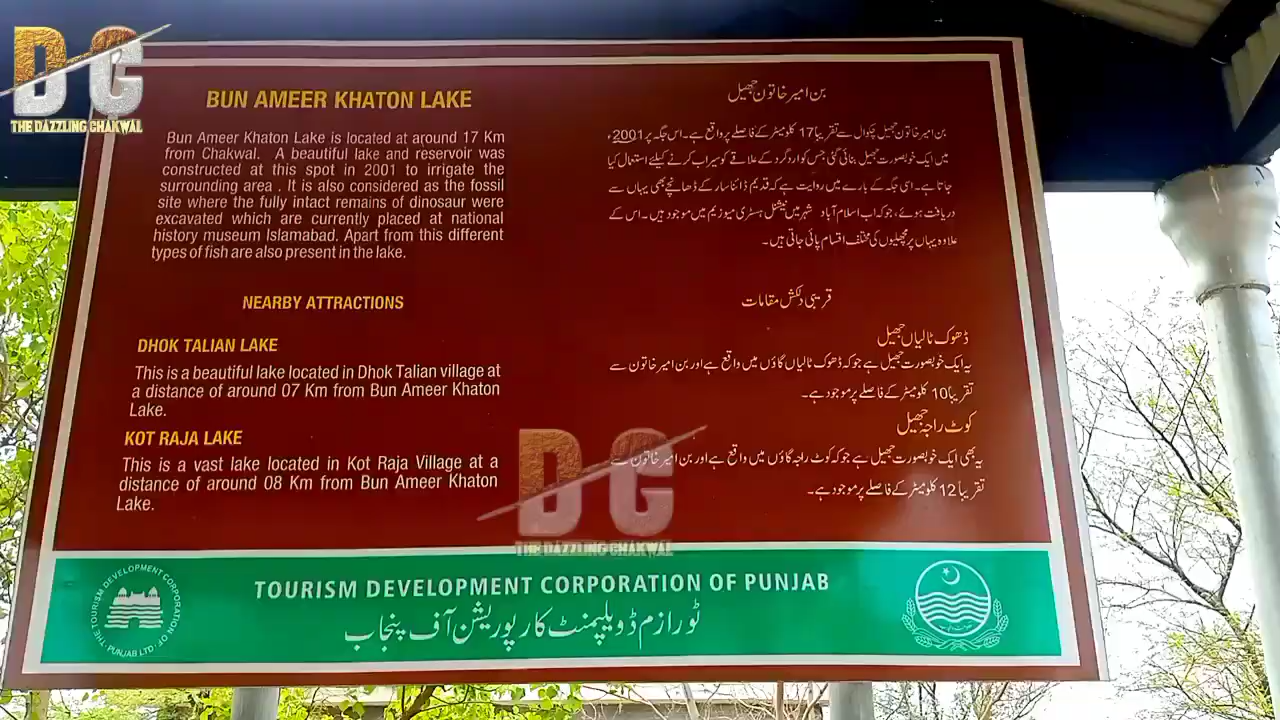 DG
THE DAZZLING CHAKWAL
BUN AMEER KHATON LAKE
Bun Ameer Khaton Lake is located at around 17 Km
from Chakwal. A beautiful lake and reservoir was
constructed at this spot in 2001 to irrigate the
surrounding area . It is also considered as the fossil
site where the fully intact remains of dinosaur were
excavated which are currently placed at national
history museum Islamabad. Apart from this different
types of fish are also present in the lake.
NEARBY ATTRACTIONS
DHOK TALIAN LAKE
This is a beautiful lake located in Dhok Talian village at
a distance of around 07 Km from Bun Ameer Khaton
Lake.
KOT RAJA LAKE
This is a vast lake located in Kot Raja Village at a
distance of around 08 Km from Bun Ameer Khaton
Lake.
بن امیر خاتون جھیل
بن امیر خاتون جھیل چکوال سے تقریباً 17 کلومیٹر کے فاصلے پر واقع ہے۔ اس جگہ پر 2001ء
میں ایک خوبصورت جھیل بنائی گئی جس کو اردگرد کے علاقے کو سیراب کرنے کیلئے استعمال کیا
جاتا ہے۔ اسی جگہ کے بارے میں روایت ہے کہ قدیم ڈائناسار کے ڈھانچے بھی یہاں سے
دریافت ہوئے، جو کہ اب اسلام آباد شہر میں نیشنل ہسٹری میوزیم میں موجود ہیں۔ اس کے
علاوہ یہاں پر مچھلیوں کی مختلف اقسام پائی جاتی ہیں۔
قریبی دلکش مقامات
ڈھوک ٹالیاں جھیل
یہ ایک خوبصورت جھیل ہے جو کہ ڈھوک ٹالیاں گاؤں میں واقع ہے اور بن امیر خاتون سے
تقریباً 10 کلومیٹر کے فاصلے پر موجود ہے۔
کوٹ راجہ جھیل
یہ بھی ایک خوبصورت جھیل ہے جو کہ کوٹ راجہ گاؤں میں واقع ہے اور بن امیر خاتون سے
تقریباً 12 کلومیٹر کے فاصلے پر موجود ہے۔
DG
THE DAZZLING CHAKWAL
THE TOURISM DEVELOPMENT CORPORATION OF PUNJAB LTD.
TOURISM DEVELOPMENT CORPORATION OF PUNJAB
ٹورازم ڈویلپمنٹ کارپوریشن آف پنجاب